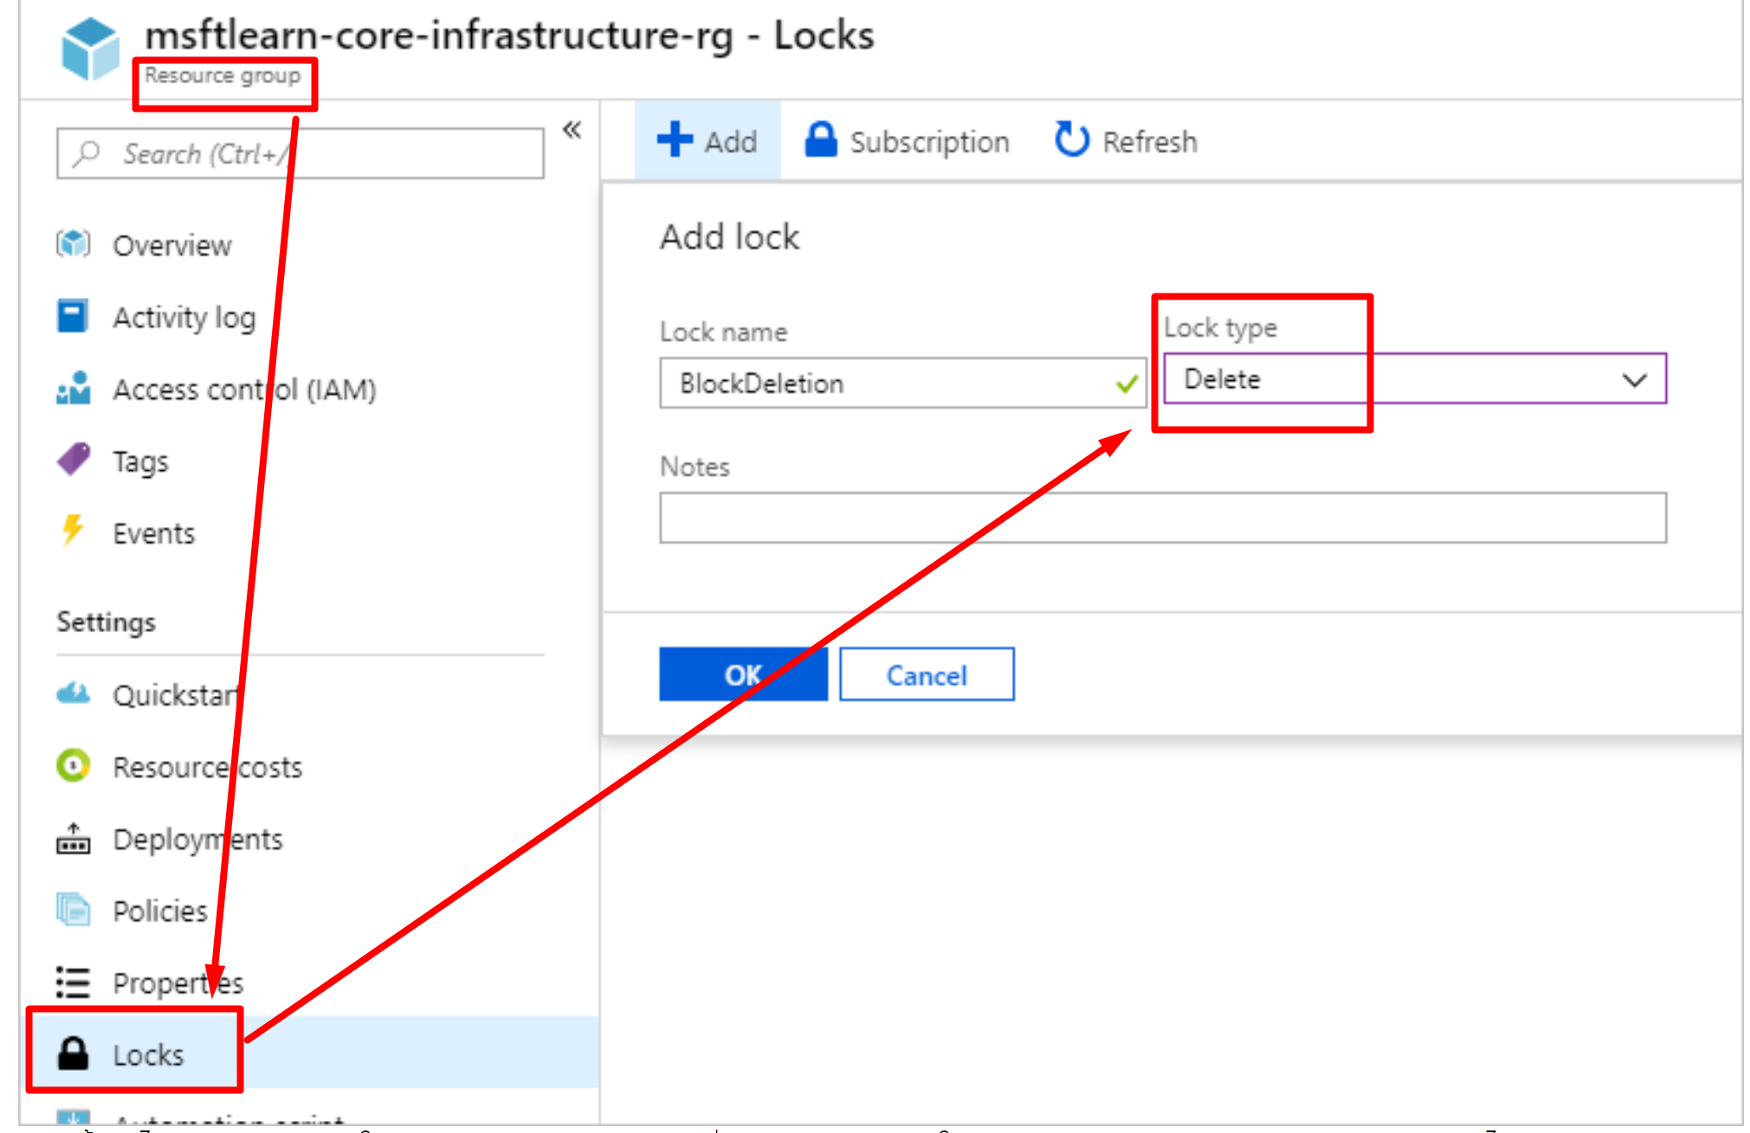 msftlearn-core-infrastructure-rg - Locks
Resource group
Search (Ctrl+/
«
Add
Subscription
Refresh
Overview
Activity log
Access control (IAM)
Tags
Events
Settings
Quickstart
Resource costs
Deployments
Policies
Properties
Locks
Automation script
Add lock
Lock name
Lock type
BlockDeletion
Delete
Notes
OK
Cancel